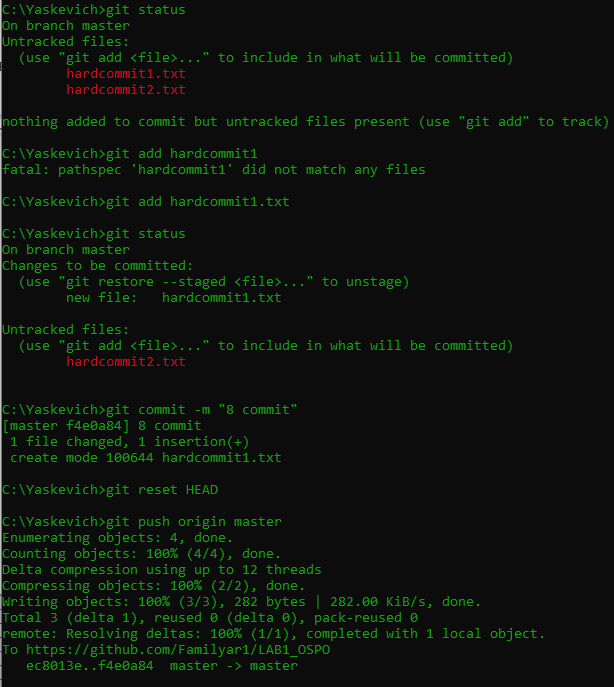 C:\Yaskevich>git status
On branch master
Untracked files:
  (use "git add <file>..." to include in what will be committed)
        hardcommit1.txt
        hardcommit2.txt

nothing added to commit but untracked files present (use "git add" to track)

C:\Yaskevich>git add hardcommit1
fatal: pathspec 'hardcommit1' did not match any files

C:\Yaskevich>git add hardcommit1.txt

C:\Yaskevich>git status
On branch master
Changes to be committed:
  (use "git restore --staged <file>..." to unstage)
        new file:   hardcommit1.txt

Untracked files:
  (use "git add <file>..." to include in what will be committed)
        hardcommit2.txt


C:\Yaskevich>git commit -m "8 commit"
[master f4e0a84] 8 commit
 1 file changed, 1 insertion(+)
 create mode 100644 hardcommit1.txt

C:\Yaskevich>git reset HEAD

C:\Yaskevich>git push origin master
Enumerating objects: 4, done.
Counting objects: 100% (4/4), done.
Delta compression using up to 12 threads
Compressing objects: 100% (2/2), done.
Writing objects: 100% (3/3), 282 bytes | 282.00 KiB/s, done.
Total 3 (delta 1), reused 0 (delta 0), pack-reused 0
remote: Resolving deltas: 100% (1/1), completed with 1 local object.
To https://github.com/Familyar1/LAB1_OSPO
   ec8013e..f4e0a84  master -> master